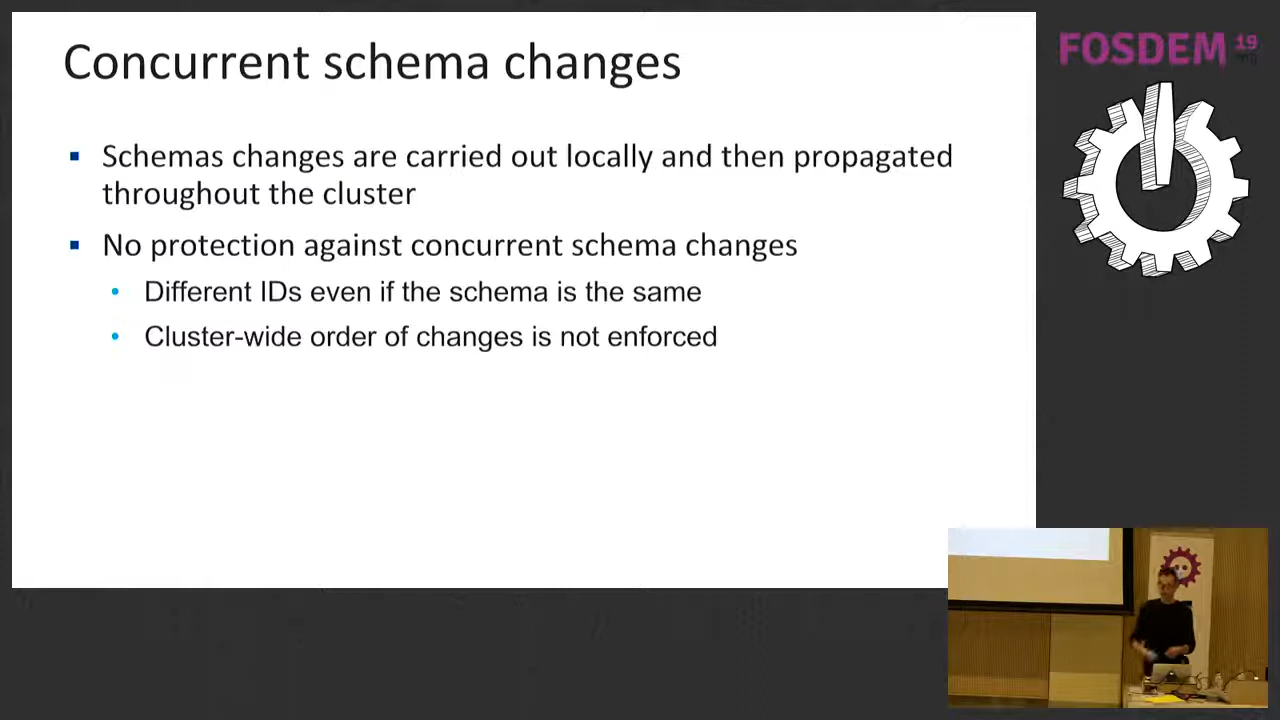 Concurrent schema changes
Schemas changes are carried out locally and then propagated
throughout the cluster
No protection against concurrent schema changes
Different IDs even if the schema is the same
Cluster-wide order of changes is not enforced
FOSDEM 19